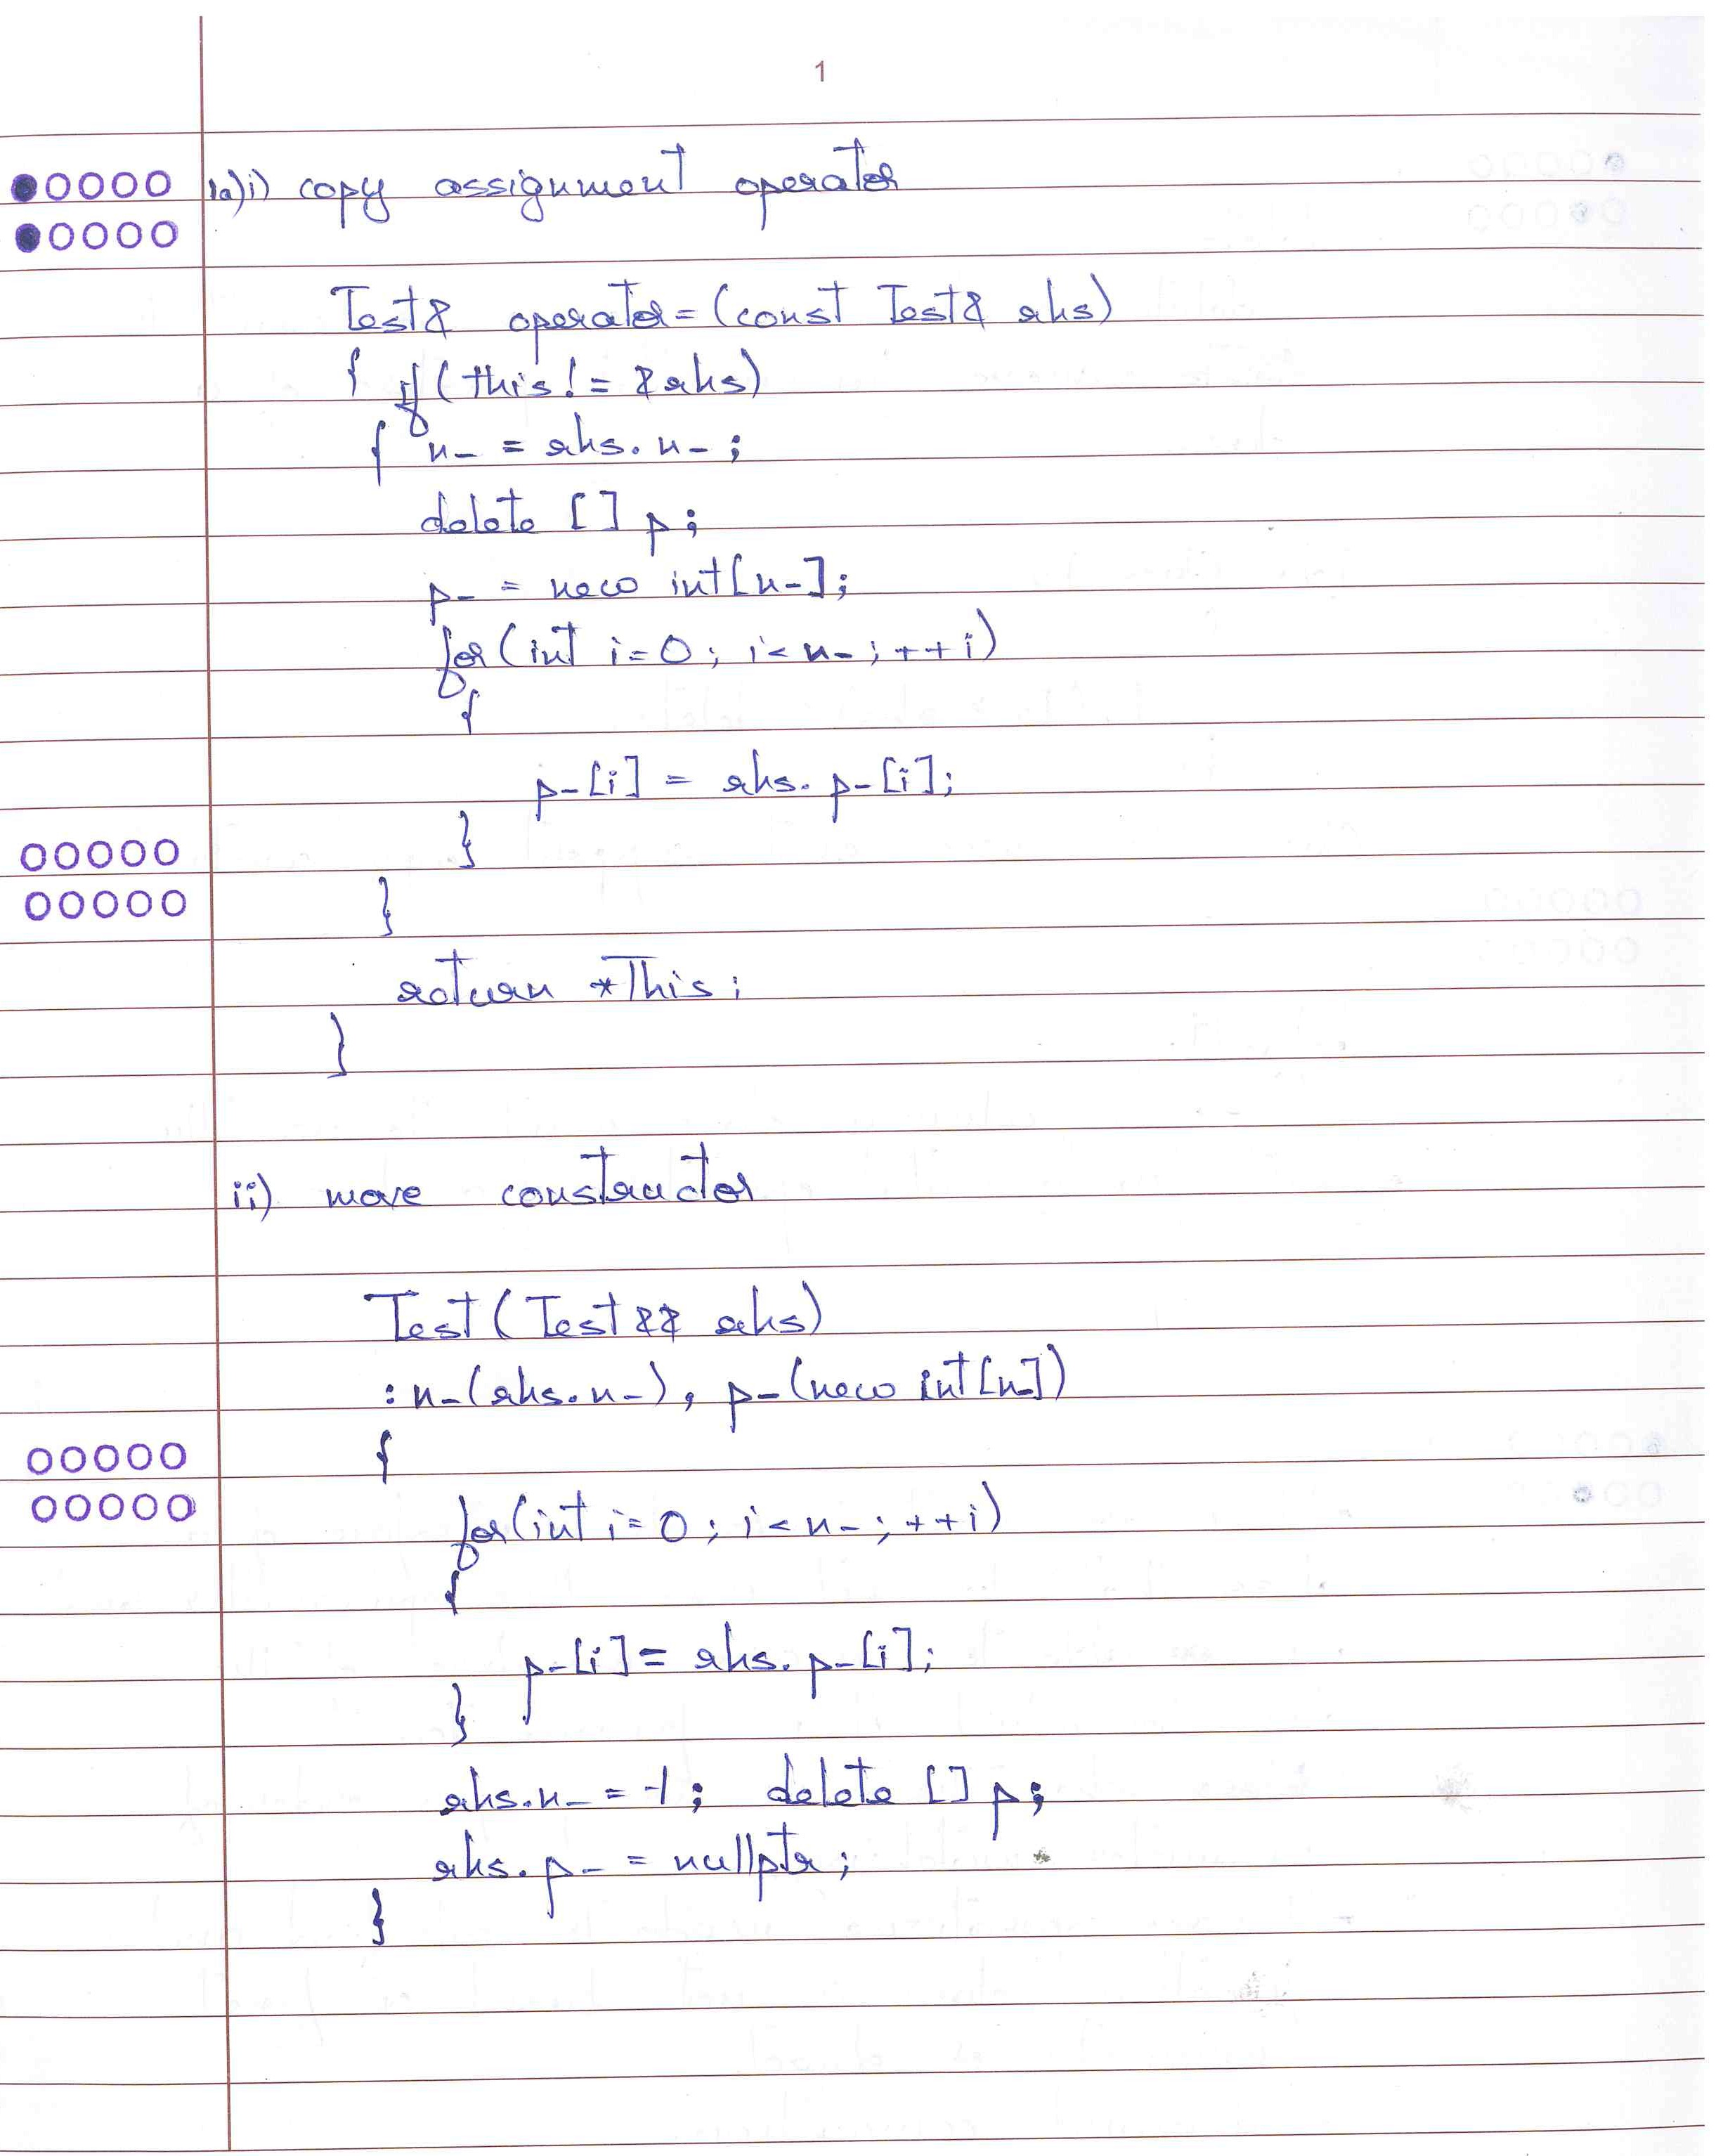 1
1a)i) copy assignment operator
Test& operator=(const Test& rhs)
{ if(this != &rhs)
{ n_ = rhs.n_;
delete [] p;
p_ = new int[n_];
for(int i=0; i<n_; ++i)
{
p_[i] = rhs.p_[i];
}
}
return *this;
}
ii) move constructor
Test(Test&& rhs)
:n_(rhs.n_), p_(new int[n_])
{
for(int i=0; i<n_; ++i)
{
p_[i] = rhs.p_[i];
}
rhs.n_ = -1; delete [] p;
rhs.p_ = nullptr;
}